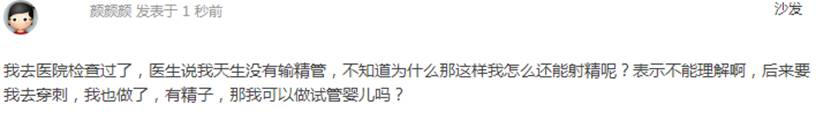 颜颜颜 发表于 1 秒前
沙发
我去医院检查过了，医生说我天生没有输精管，不知道为什么那这样我怎么还能射精呢？表示不能理解啊，后来要
我去穿刺，我也做了，有精子，那我可以做试管婴儿吗？